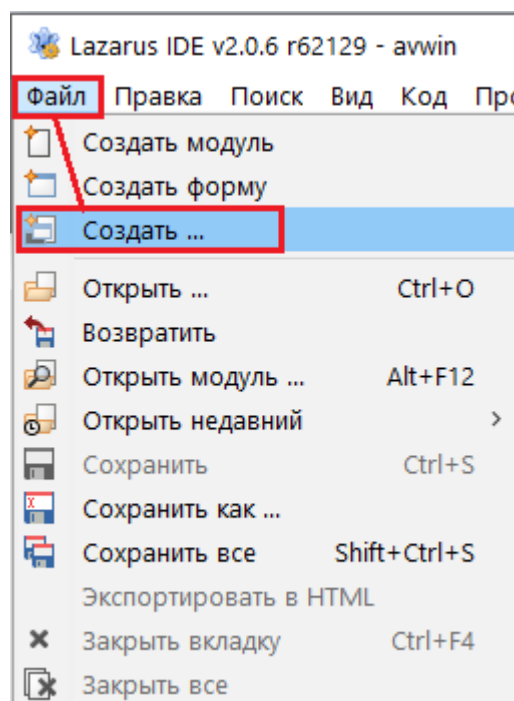 Lazarus IDE v2.0.6 r62129 - avwin
Файл Правка Поиск Вид Код
Создать модуль
Создать форму
Создать ...
Открыть ... Ctrl+O
Возвратить
Открыть модуль ... Alt+F12
Открыть недавний
Сохранить Ctrl+S
Сохранить как ...
Сохранить все Shift+Ctrl+S
Экспортировать в HTML
Закрыть вкладку Ctrl+F4
Закрыть все